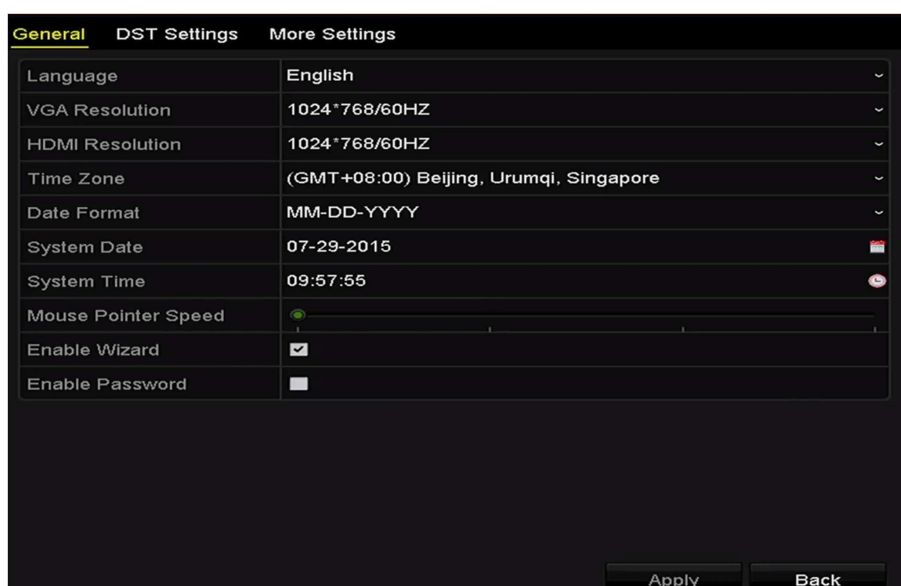 General DST Settings More Settings
Language English
VGA Resolution 1024*768/60HZ
HDMI Resolution 1024*768/60HZ
Time Zone (GMT+08:00) Beijing, Urumqi, Singapore
Date Format MM-DD-YYYY
System Date 07-29-2015
System Time 09:57:55
Mouse Pointer Speed
Enable Wizard
Enable Password
Apply Back